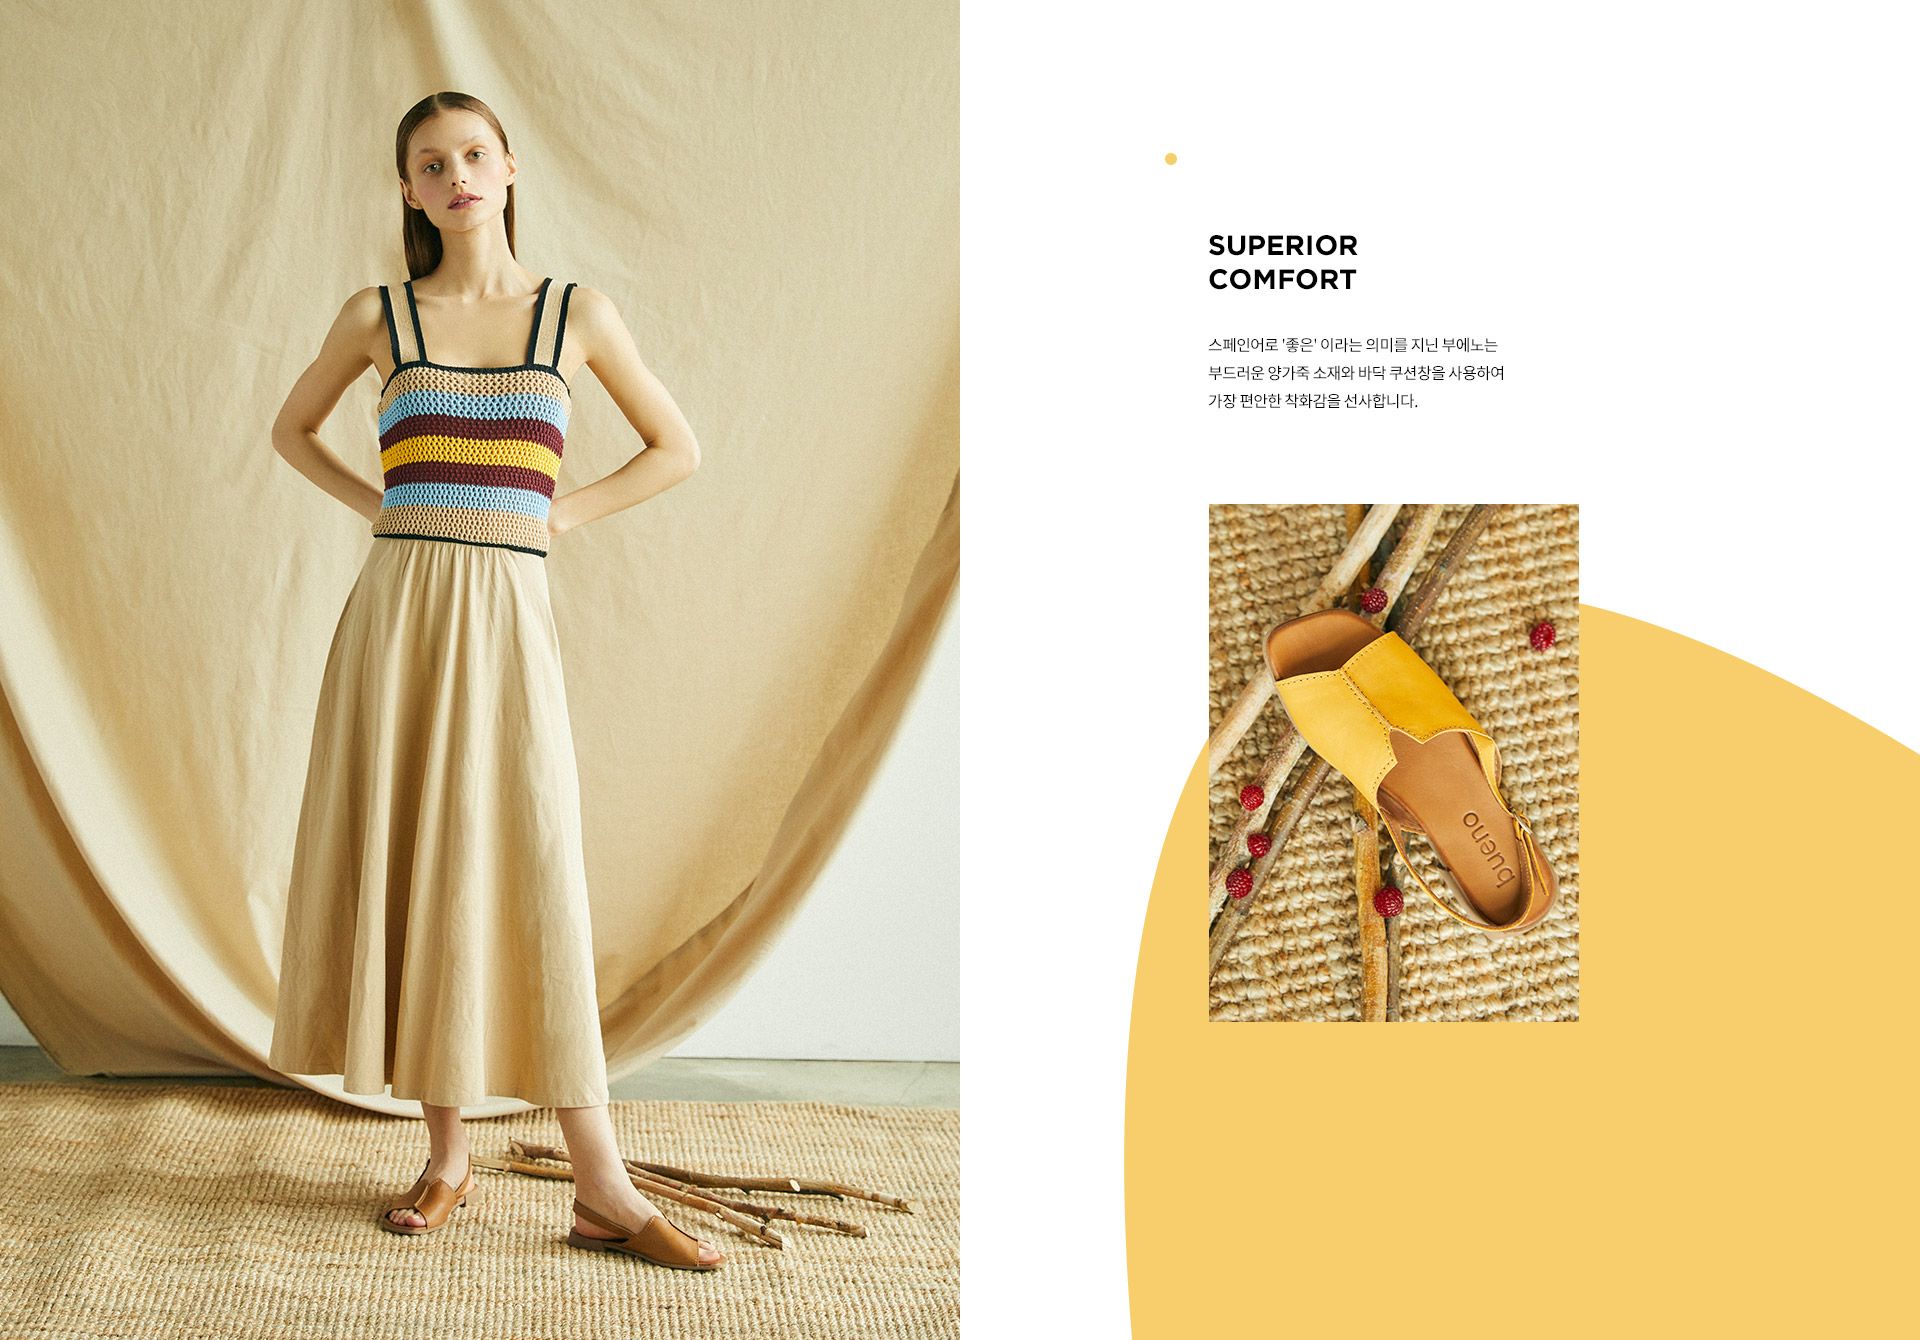 SUPERIOR
COMFORT
스페인어로 '좋은' 이라는 의미를 지닌 부에노는
부드러운 양가죽 소재와 바닥 쿠션창을 사용하여
가장 편안한 착화감을 선사합니다.
bueno